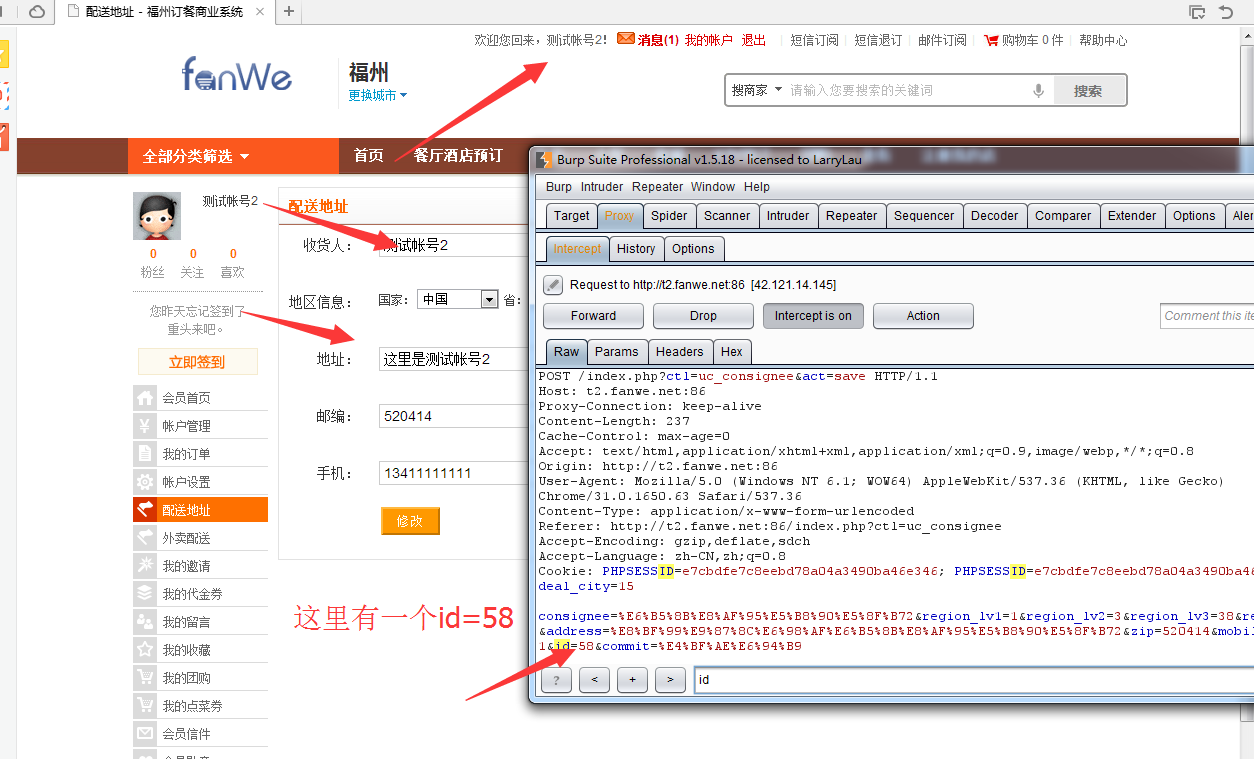 配送地址 - 福州订餐商业系统
欢迎您回来，测试帐号2! 消息(1) 我的帐户 退出 短信订阅 短信退订 邮件订阅 购物车 0 件 帮助中心
fanWe
福州
更换城市
搜商家 请输入您要搜索的关键词 搜索
全部分类筛选 首页 餐厅酒店预订
测试帐号2
0 0 0
粉丝 关注 喜欢
您昨天忘记签到了
重头来吧。
立即签到
会员首页
帐户管理
我的订单
帐户设置
配送地址
外卖配送
我的邀请
我的代金券
我的留言
我的收藏
我的团购
我的点菜券
会员信件
配送地址
收货人： 测试帐号2
地区信息： 国家： 中国 省：
地址： 这里是测试帐号2
邮编： 520414
手机： 13411111111
修改
这里有一个id=58
Burp Suite Professional v1.5.18 - licensed to LarryLau
Burp Intruder Repeater Window Help
Target Proxy Spider Scanner Intruder Repeater Sequencer Decoder Comparer Extender Options Aler
Intercept History Options
Request to http://t2.fanwe.net:86 [42.121.14.145]
Forward Drop Intercept is on Action Comment this ite
Raw Params Headers Hex
POST /index.php?ctl=uc_consignee&act=save HTTP/1.1
Host: t2.fanwe.net:86
Proxy-Connection: keep-alive
Content-Length: 237
Cache-Control: max-age=0
Accept: text/html,application/xhtml+xml,application/xml;q=0.9,image/webp,*/*;q=0.8
Origin: http://t2.fanwe.net:86
User-Agent: Mozilla/5.0 (Windows NT 6.1; WOW64) AppleWebKit/537.36 (KHTML, like Gecko)
Chrome/31.0.1650.63 Safari/537.36
Content-Type: application/x-www-form-urlencoded
Referer: http://t2.fanwe.net:86/index.php?ctl=uc_consignee
Accept-Encoding: gzip,deflate,sdch
Accept-Language: zh-CN,zh;q=0.8
Cookie: PHPSESSID=e7cbdfe7c8eebd78a04a3490ba46e346; PHPSESSID=e7cbdfe7c8eebd78a04a3490ba46
deal_city=15
consignee=%E6%B5%8B%E8%AF%95%E5%B8%90%E5%8F%B72&region_lv1=1&region_lv2=3&region_lv3=38&re
&address=%E8%BF%99%E9%87%8C%E6%98%AF%E6%B5%8B%E8%AF%95%E5%B8%90%E5%8F%B72&zip=520414&mobil
1&id=58&commit=%E4%BF%AE%E6%94%B9
? < + > id